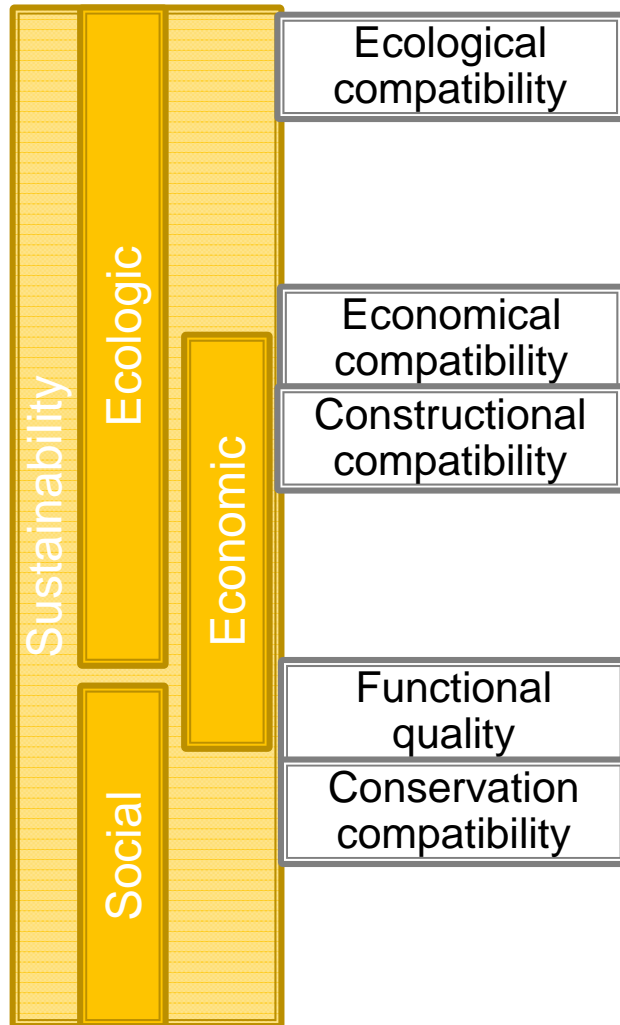 Sustainability
Ecologic
Social
Economic
Ecological
compatibility
Economical
compatibility
Constructional
compatibility
Functional
quality
Conservation
compatibility